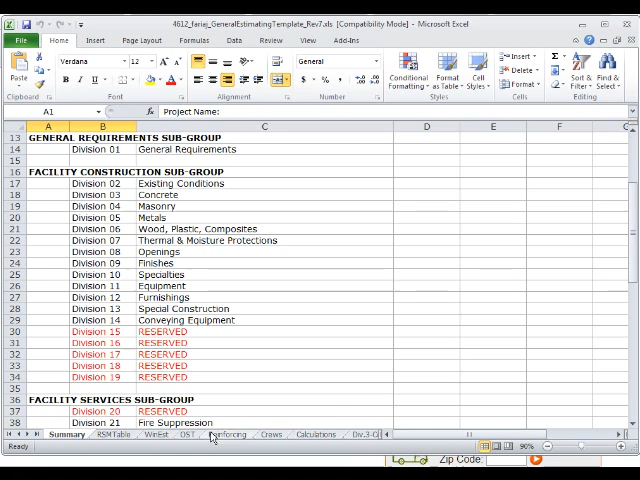 4612_fariaj_GeneralEstimatingTemplate_Rev7.xls [Compatibility Mode] - Microsoft Excel
File Home Insert Page Layout Formulas Data Review View Add-Ins
Paste Verdana 12 General Conditional Formatting Format as Table Cell Styles Insert Delete Format Sort & Filter Find & Select
Clipboard Font Alignment Number Styles Cells Editing
A1 fx Project Name:
A B C D E F G
13 GENERAL REQUIREMENTS SUB-GROUP
14 Division 01 General Requirements
15
16 FACILITY CONSTRUCTION SUB-GROUP
17 Division 02 Existing Conditions
18 Division 03 Concrete
19 Division 04 Masonry
20 Division 05 Metals
21 Division 06 Wood, Plastic, Composites
22 Division 07 Thermal & Moisture Protections
23 Division 08 Openings
24 Division 09 Finishes
25 Division 10 Specialties
26 Division 11 Equipment
27 Division 12 Furnishings
28 Division 13 Special Construction
29 Division 14 Conveying Equipment
30 Division 15 RESERVED
31 Division 16 RESERVED
32 Division 17 RESERVED
33 Division 18 RESERVED
34 Division 19 RESERVED
35
36 FACILITY SERVICES SUB-GROUP
37 Division 20 RESERVED
38 Division 21 Fire Suppression
Summary RSMTable WinEst OST Reinforcing Crews Calculations Div.3-C
Ready 90%
Zip Code: